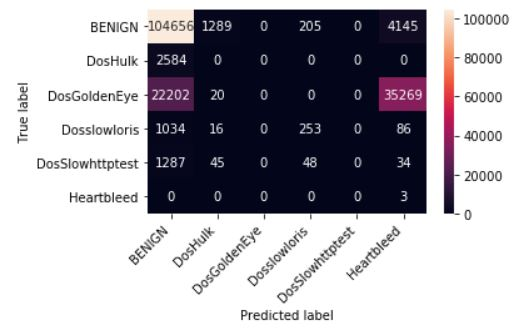 BENIGN 104656 1289 0 205 0 4145
DosHulk 2584 0 0 0 0 0
DosGoldenEye 22202 20 0 0 0 35269
Dosslowloris 1034 16 0 253 0 86
DosSlowhttptest 1287 45 0 48 0 34
Heartbleed 0 0 0 0 0 3
True label
BENIGN
DosHulk
DosGoldenEye
Dosslowloris
DosSlowhttptest
Heartbleed
Predicted label
100000
80000
60000
40000
20000
0